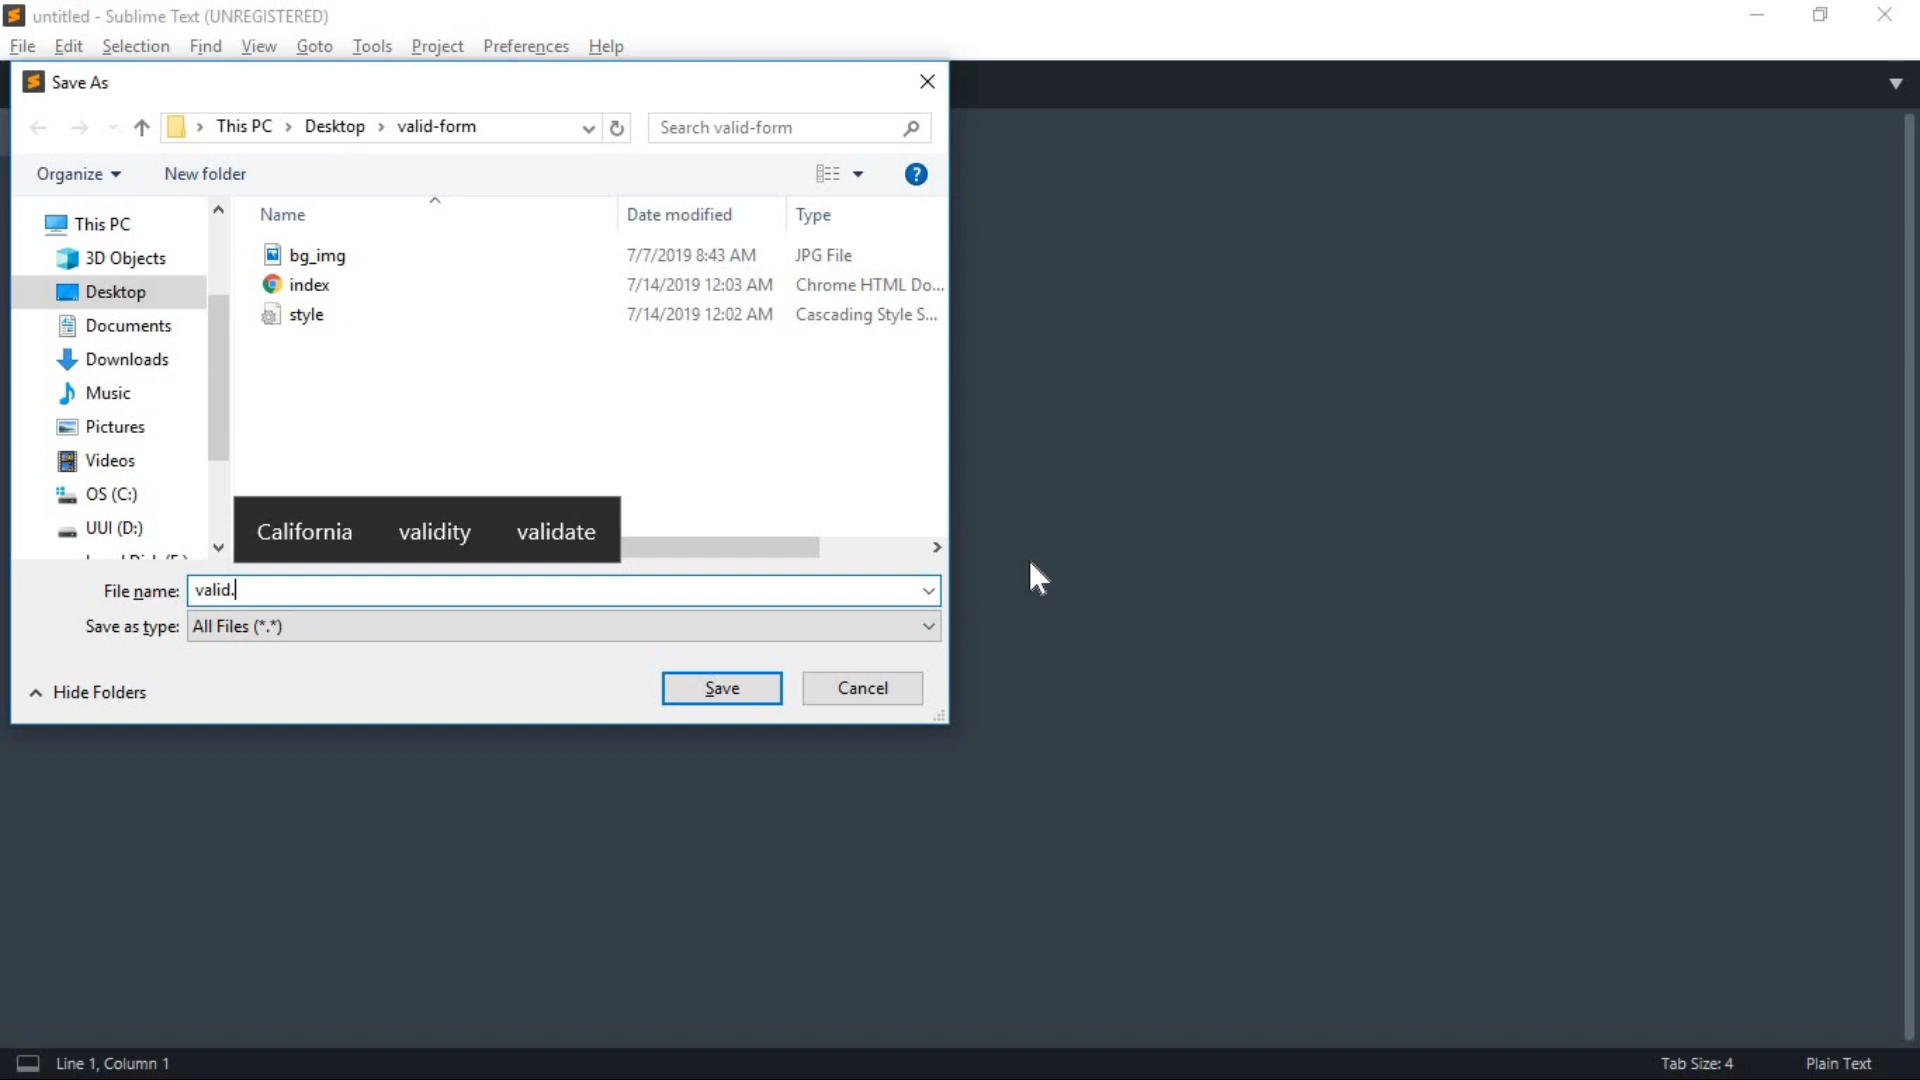 untitled - Sublime Text (UNREGISTERED)
File Edit Selection Find View Goto Tools Project Preferences Help
Save As
This PC > Desktop > valid-form
Search valid-form
Organize
New folder
?
Name Date modified Type
This PC
3D Objects
Desktop
Documents
Downloads
Music
Pictures
Videos
OS (C:)
UUI (D:)
bg_img 7/7/2019 8:43 AM JPG File
index 7/14/2019 12:03 AM Chrome HTML Do...
style 7/14/2019 12:02 AM Cascading Style S...
California validity validate
File name: valid.
Save as type: All Files (*.*)
Hide Folders
Save
Cancel
Line 1, Column 1
Tab Size: 4
Plain Text